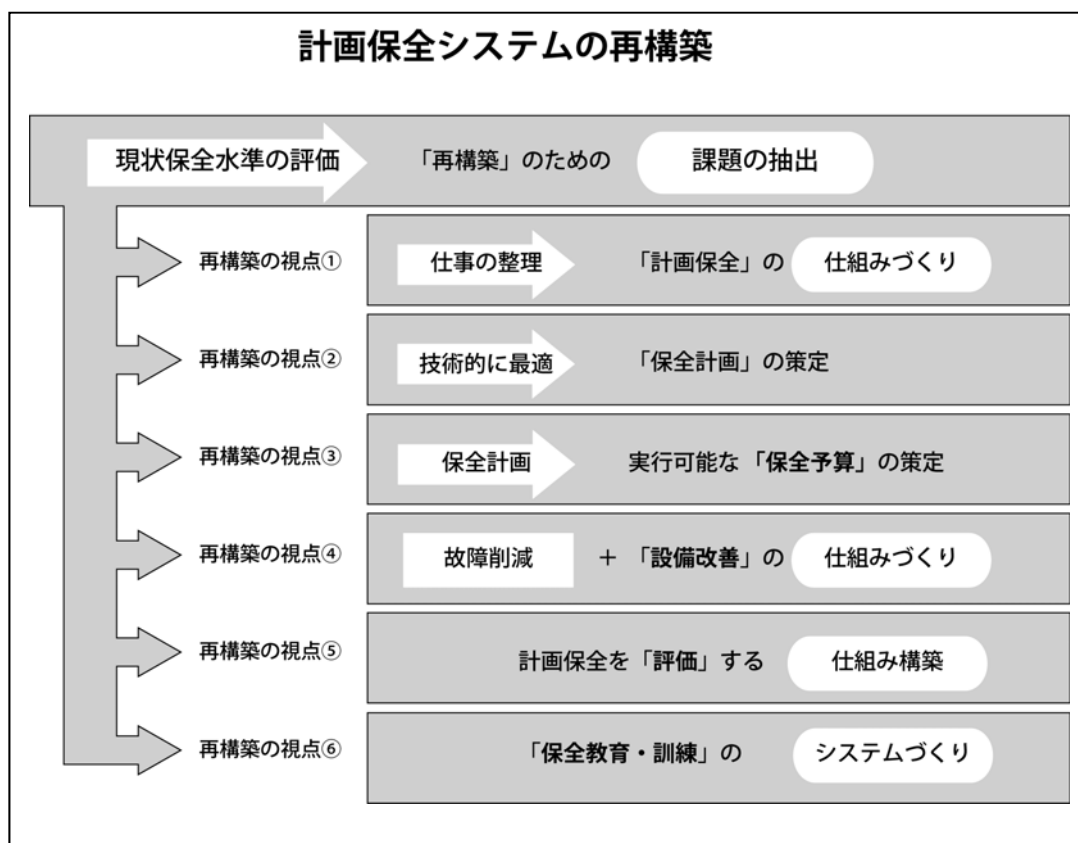 計画保全システムの再構築
現状保全水準の評価 「再構築」のための 課題の抽出
再構築の視点① 仕事の整理 「計画保全」の 仕組みづくり
再構築の視点② 技術的に最適 「保全計画」の策定
再構築の視点③ 保全計画 実行可能な「保全予算」の策定
再構築の視点④ 故障削減 ＋「設備改善」の 仕組みづくり
再構築の視点⑤ 計画保全を「評価」する 仕組み構築
再構築の視点⑥ 「保全教育・訓練」の システムづくり